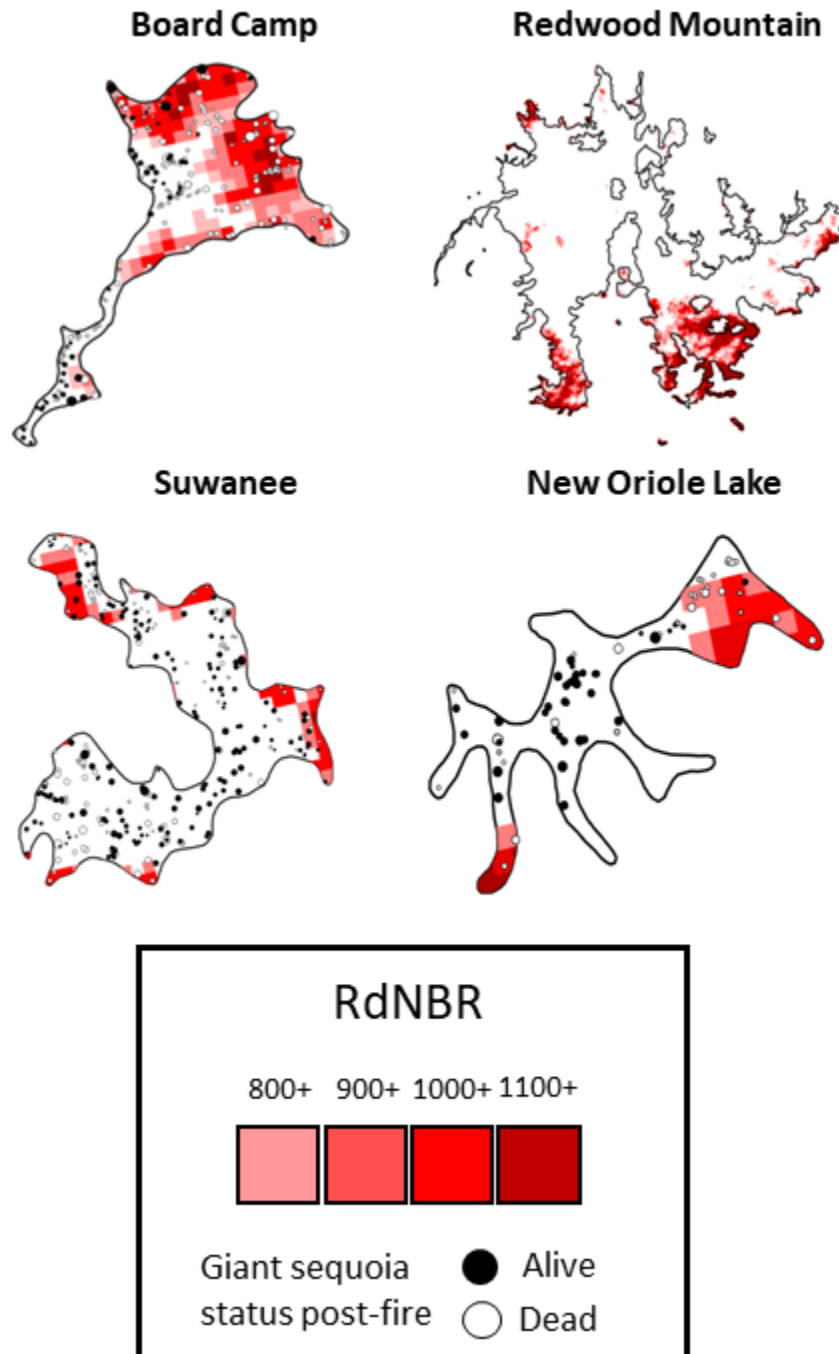 Board Camp
Redwood Mountain
Suwanee
New Oriole Lake
RdNBR
800+ 900+ 1000+ 1100+
Giant sequoia
status post-fire
Alive
Dead